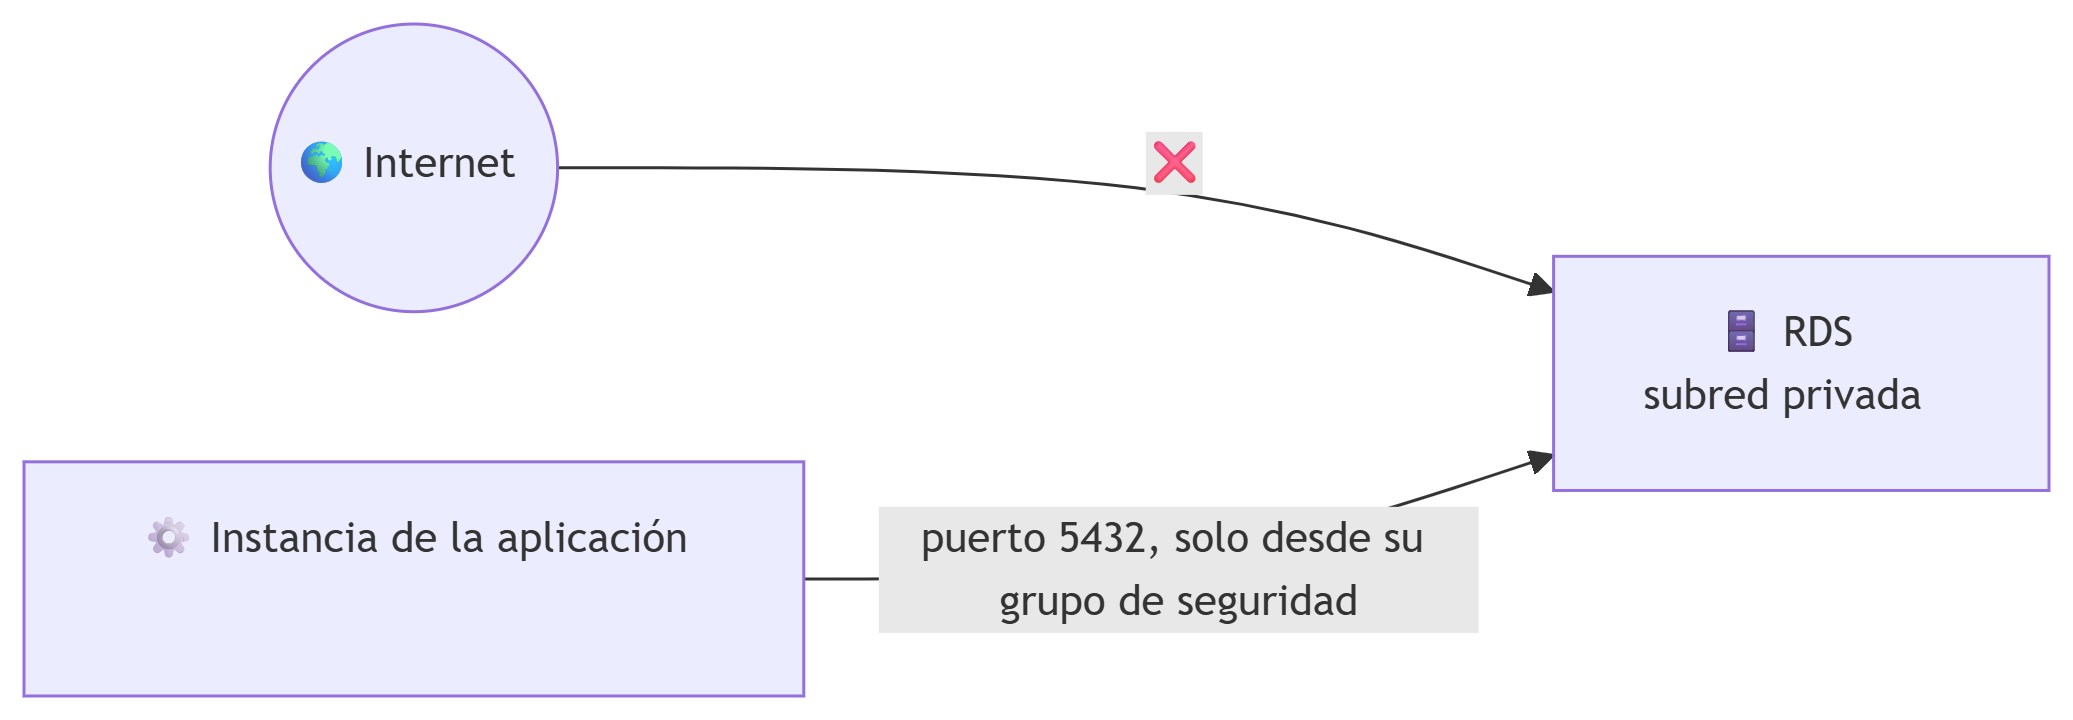 Internet
RDS
subred privada
Instancia de la aplicación
puerto 5432, solo desde su
grupo de seguridad